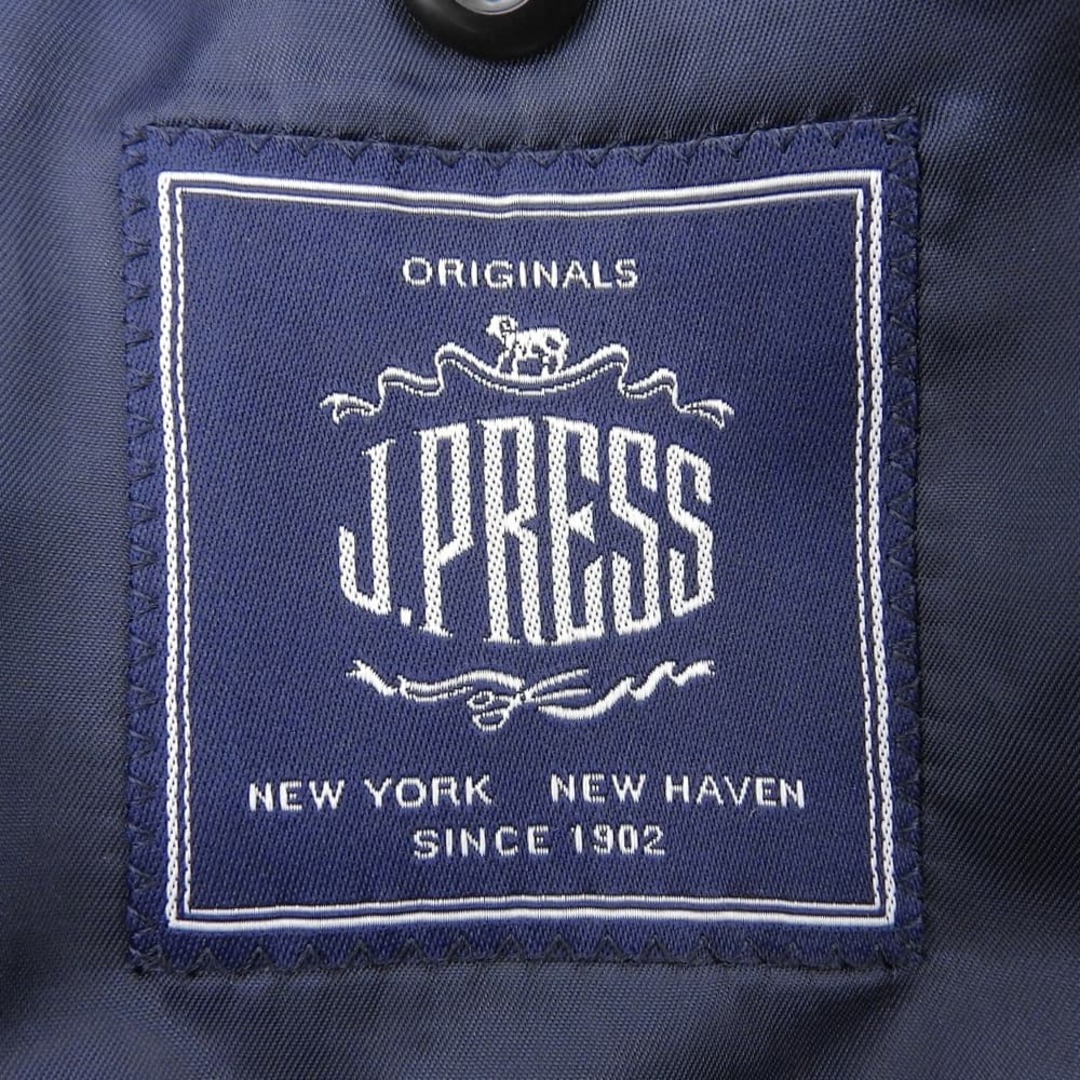 ORIGINALS
J.PRESS
NEW YORK NEW HAVEN
SINCE 1902